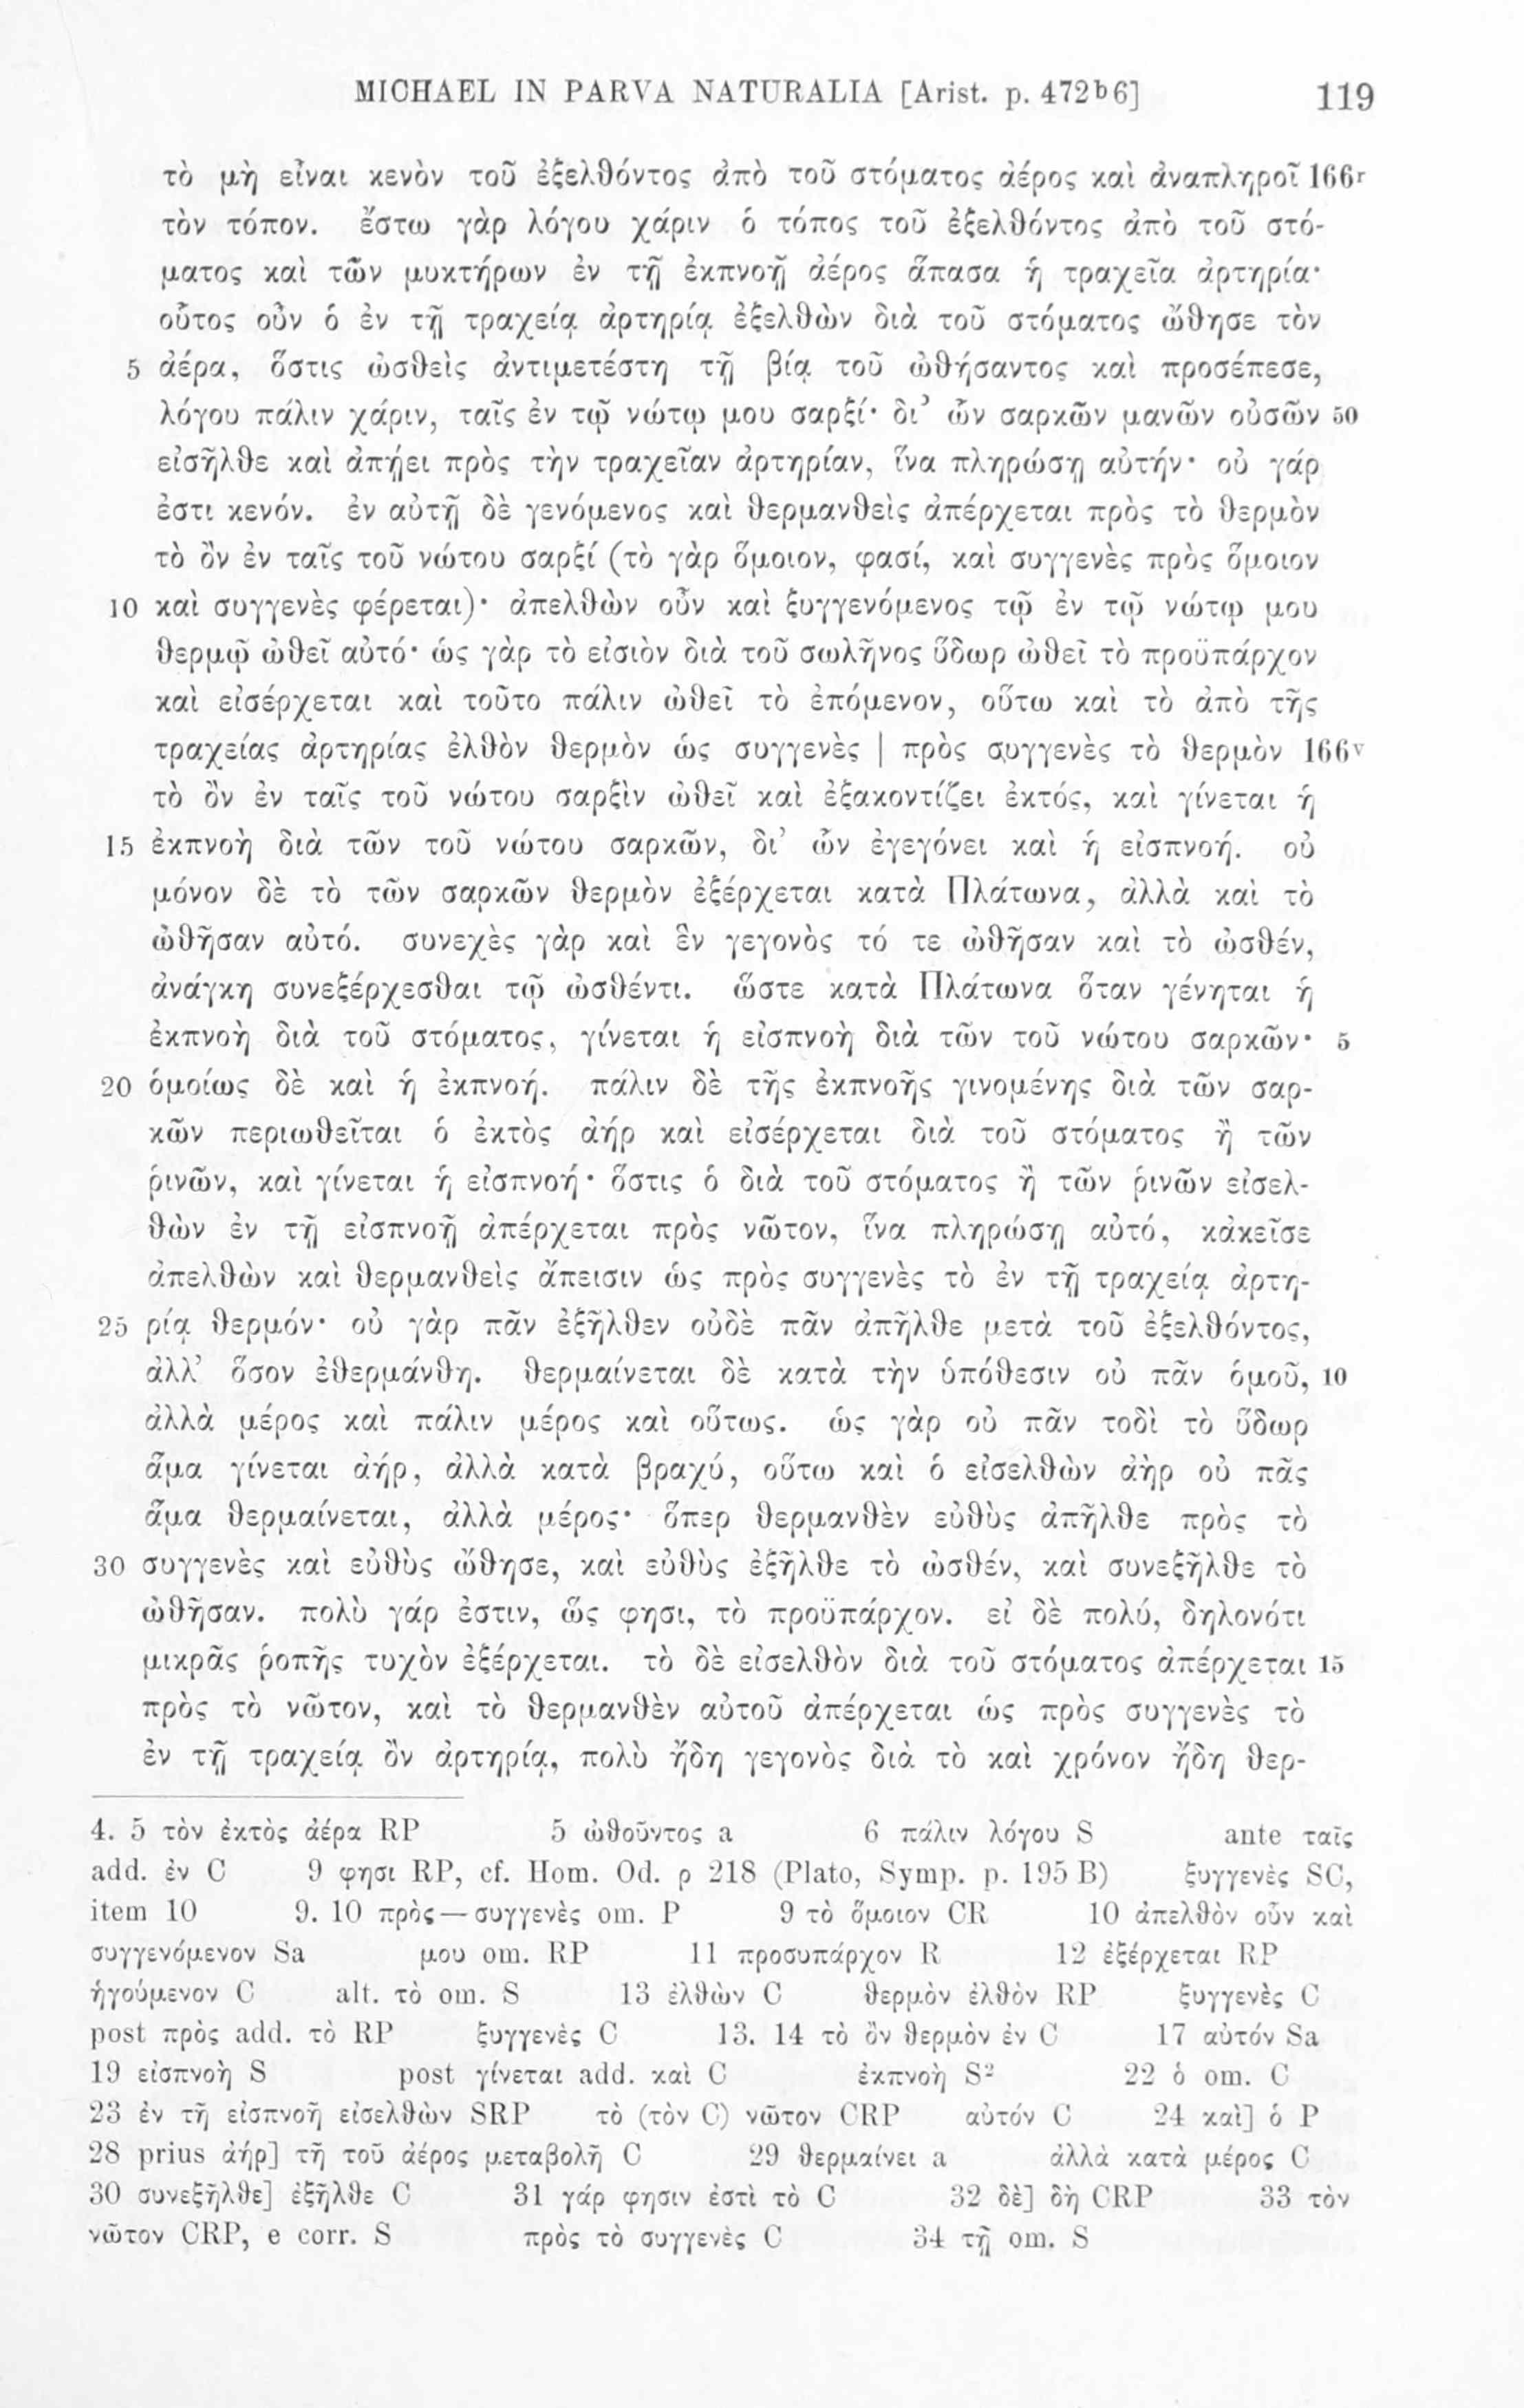 MICHAEL IN PARVA NATURALIA [Arist. p. 472ᵇ6] 119
τὸ μὴ εἶναι κενὸν τοῦ ἐξελθόντος ἀπὸ τοῦ στόματος ἀέρος καὶ ἀναπληροῖ 166ʳ
τὸν τόπον. ἔστω γὰρ λόγου χάριν ὁ τόπος τοῦ ἐξελθόντος ἀπὸ τοῦ στό-
ματος καὶ τῶν μυκτήρων ἐν τῇ ἐκπνοῇ ἀέρος ἅπασα ἡ τραχεῖα ἀρτηρία·
οὗτος οὖν ὁ ἐν τῇ τραχείᾳ ἀρτηρίᾳ ἐξελθὼν διὰ τοῦ στόματος ὤθησε τὸν
5 ἀέρα, ὅστις ὠσθεὶς ἀντιμετέστη τῇ βίᾳ τοῦ ὠθήσαντος καὶ προσέπεσε,
λόγου πάλιν χάριν, ταῖς ἐν τῷ νώτῳ μου σαρξί· δι’ ὧν σαρκῶν μανῶν οὐσῶν 50
εἰσῆλθε καὶ ἀπῄει πρὸς τὴν τραχεῖαν ἀρτηρίαν, ἵνα πληρώσῃ αὐτήν· οὐ γάρ
ἐστι κενόν. ἐν αὐτῇ δὲ γενόμενος καὶ θερμανθεὶς ἀπέρχεται πρὸς τὸ θερμὸν
τὸ ὂν ἐν ταῖς τοῦ νώτου σαρξί (τὸ γὰρ ὅμοιον, φασί, καὶ συγγενὲς πρὸς ὅμοιον
10 καὶ συγγενὲς φέρεται)· ἀπελθὼν οὖν καὶ ξυγγενόμενος τῷ ἐν τῷ νώτῳ μου
θερμῷ ὠθεῖ αὐτό· ὡς γὰρ τὸ εἰσιὸν διὰ τοῦ σωλῆνος ὕδωρ ὠθεῖ τὸ προϋπάρχον
καὶ εἰσέρχεται καὶ τοῦτο πάλιν ὠθεῖ τὸ ἑπόμενον, οὕτω καὶ τὸ ἀπὸ τῆς
τραχείας ἀρτηρίας ἐλθὸν θερμὸν ὡς συγγενὲς | πρὸς συγγενὲς τὸ θερμὸν 166ᵛ
τὸ ὂν ἐν ταῖς τοῦ νώτου σαρξὶν ὠθεῖ καὶ ἐξακοντίζει ἐκτός, καὶ γίνεται ἡ
15 ἐκπνοὴ διὰ τῶν τοῦ νώτου σαρκῶν, δι’ ὧν ἐγεγόνει καὶ ἡ εἰσπνοή. οὐ
μόνον δὲ τὸ τῶν σαρκῶν θερμὸν ἐξέρχεται κατὰ Πλάτωνα, ἀλλὰ καὶ τὸ
ὠθῆσαν αὐτό. συνεχὲς γὰρ καὶ ἓν γεγονὸς τό τε ὠθῆσαν καὶ τὸ ὠσθέν,
ἀνάγκη συνεξέρχεσθαι τῷ ὠσθέντι. ὥστε κατὰ Πλάτωνα ὅταν γένηται ἡ
ἐκπνοὴ διὰ τοῦ στόματος, γίνεται ἡ εἰσπνοὴ διὰ τῶν τοῦ νώτου σαρκῶν· 5
20 ὁμοίως δὲ καὶ ἡ ἐκπνοή. πάλιν δὲ τῆς ἐκπνοῆς γινομένης διὰ τῶν σαρ-
κῶν περιωθεῖται ὁ ἐκτὸς ἀὴρ καὶ εἰσέρχεται διὰ τοῦ στόματος ἢ τῶν
ῥινῶν, καὶ γίνεται ἡ εἰσπνοή· ὅστις ὁ διὰ τοῦ στόματος ἢ τῶν ῥινῶν εἰσελ-
θὼν ἐν τῇ εἰσπνοῇ ἀπέρχεται πρὸς νῶτον, ἵνα πληρώσῃ αὐτό, κἀκεῖσε
ἀπελθὼν καὶ θερμανθεὶς ἄπεισιν ὡς πρὸς συγγενὲς τὸ ἐν τῇ τραχείᾳ ἀρτη-
25 ρίᾳ θερμόν· οὐ γὰρ πᾶν ἐξῆλθεν οὐδὲ πᾶν ἀπῆλθε μετὰ τοῦ ἐξελθόντος,
ἀλλ’ ὅσον ἐθερμάνθη. θερμαίνεται δὲ κατὰ τὴν ὑπόθεσιν οὐ πᾶν ὁμοῦ, 10
ἀλλὰ μέρος καὶ πάλιν μέρος καὶ οὕτως. ὡς γὰρ οὐ πᾶν τοδὶ τὸ ὕδωρ
ἅμα γίνεται ἀήρ, ἀλλὰ κατὰ βραχύ, οὕτω καὶ ὁ εἰσελθὼν ἀὴρ οὐ πᾶς
ἅμα θερμαίνεται, ἀλλὰ μέρος· ὅπερ θερμανθὲν εὐθὺς ἀπῆλθε πρὸς τὸ
30 συγγενὲς καὶ εὐθὺς ὤθησε, καὶ εὐθὺς ἐξῆλθε τὸ ὠσθέν, καὶ συνεξῆλθε τὸ
ὠθῆσαν. πολὺ γάρ ἐστιν, ὥς φησι, τὸ προϋπάρχον. εἰ δὲ πολύ, δηλονότι
μικρᾶς ῥοπῆς τυχὸν ἐξέρχεται. τὸ δὲ εἰσελθὸν διὰ τοῦ στόματος ἀπέρχεται 15
πρὸς τὸ νῶτον, καὶ τὸ θερμανθὲν αὐτοῦ ἀπέρχεται ὡς πρὸς συγγενὲς τὸ
ἐν τῇ τραχείᾳ ὂν ἀρτηρίᾳ, πολὺ ἤδη γεγονὸς διὰ τὸ καὶ χρόνον ἤδη θερ-
4. 5 τὸν ἐκτὸς ἀέρα RP 5 ὠθοῦντος a 6 πάλιν λόγου S ante ταῖς
add. ἐν C 9 φησι RP, cf. Hom. Od. ρ 218 (Plato, Symp. p. 195 B) ξυγγενὲς SC,
item 10 9. 10 πρὸς — συγγενὲς om. P 9 τὸ ὅμοιον CR 10 ἀπελθὸν οὖν καὶ
συγγενόμενον Sa μου om. RP 11 προσυπάρχον R 12 ἐξέρχεται RP
ἡγούμενον C alt. τὸ om. S 13 ἐλθὼν C θερμὸν ἐλθὸν RP ξυγγενὲς C
post πρὸς add. τὸ RP ξυγγενὲς C 13. 14 τὸ ὂν θερμὸν ἐν C 17 αὐτόν Sa
19 εἰσπνοὴ S post γίνεται add. καὶ C ἐκπνοὴ S² 22 ὁ om. C
23 ἐν τῇ εἰσπνοῇ εἰσελθὼν SRP τὸ (τὸν C) νῶτον CRP αὐτόν C 24 καὶ] ὁ P
28 prius ἀήρ] τῇ τοῦ ἀέρος μεταβολῇ C 29 θερμαίνει a ἀλλὰ κατὰ μέρος C
30 συνεξῆλθε] ἐξῆλθε C 31 γάρ φησιν ἐστὶ τὸ C 32 δὲ] δὴ CRP 33 τὸν
νῶτον CRP, e corr. S πρὸς τὸ συγγενὲς C 34 τῇ om. S